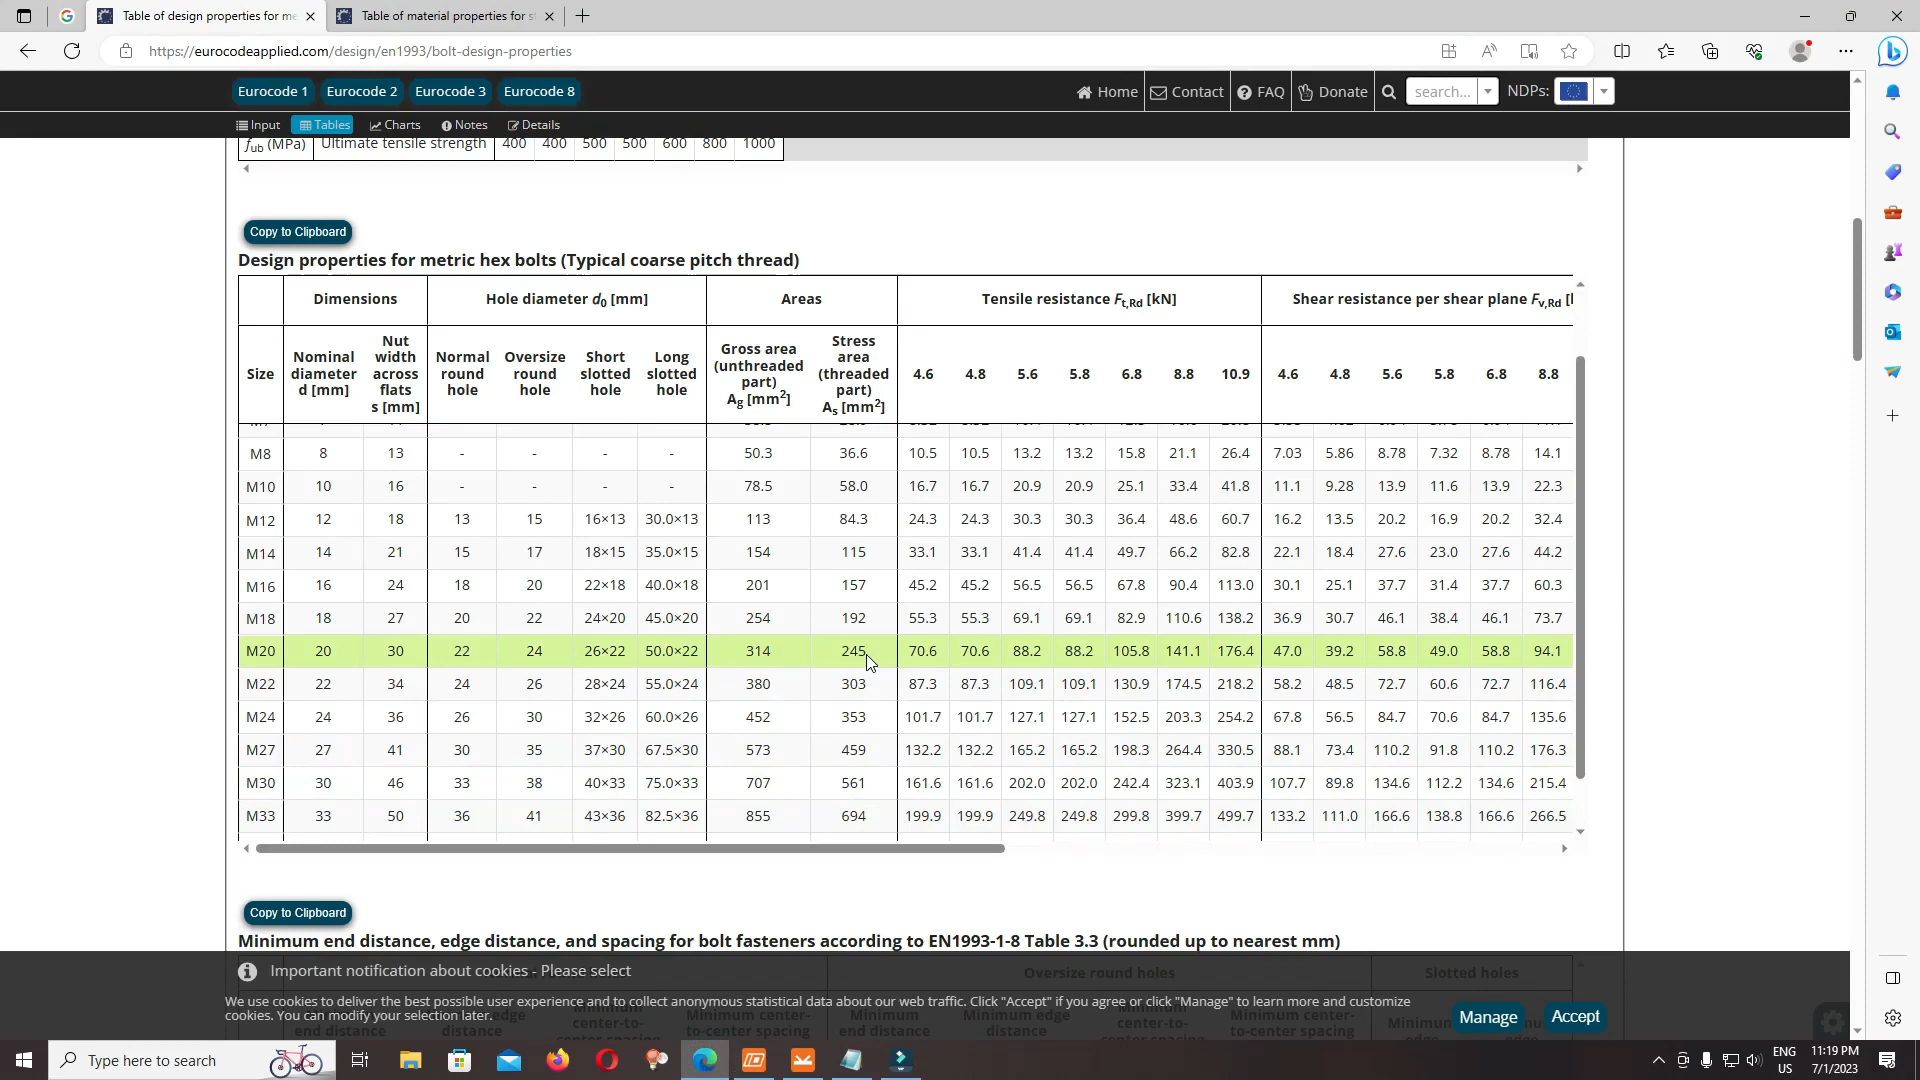 Table of design properties for me
Table of material properties for s
https://eurocodeapplied.com/design/en1993/bolt-design-properties
Eurocode 1 Eurocode 2 Eurocode 3 Eurocode 8
Home Contact FAQ Donate search... NDPs:
Input Tables Charts Notes Details
fub (MPa) Ultimate tensile strength 400 400 500 500 600 800 1000
Copy to Clipboard
Design properties for metric hex bolts (Typical coarse pitch thread)
Dimensions Hole diameter d0 [mm] Areas Tensile resistance Ft,Rd [kN] Shear resistance per shear plane Fv,Rd [
Size Nominal diameter d [mm] Nut width across flats s [mm] Normal round hole Oversize round hole Short slotted hole Long slotted hole Gross area (unthreaded part) Ag [mm2] Stress area (threaded part) As [mm2] 4.6 4.8 5.6 5.8 6.8 8.8 10.9 4.6 4.8 5.6 5.8 6.8 8.8
M8 8 13 - - - - 50.3 36.6 10.5 10.5 13.2 13.2 15.8 21.1 26.4 7.03 5.86 8.78 7.32 8.78 14.1
M10 10 16 - - - - 78.5 58.0 16.7 16.7 20.9 20.9 25.1 33.4 41.8 11.1 9.28 13.9 11.6 13.9 22.3
M12 12 18 13 15 16×13 30.0×13 113 84.3 24.3 24.3 30.3 30.3 36.4 48.6 60.7 16.2 13.5 20.2 16.9 20.2 32.4
M14 14 21 15 17 18×15 35.0×15 154 115 33.1 33.1 41.4 41.4 49.7 66.2 82.8 22.1 18.4 27.6 23.0 27.6 44.2
M16 16 24 18 20 22×18 40.0×18 201 157 45.2 45.2 56.5 56.5 67.8 90.4 113.0 30.1 25.1 37.7 31.4 37.7 60.3
M18 18 27 20 22 24×20 45.0×20 254 192 55.3 55.3 69.1 69.1 82.9 110.6 138.2 36.9 30.7 46.1 38.4 46.1 73.7
M20 20 30 22 24 26×22 50.0×22 314 245 70.6 70.6 88.2 88.2 105.8 141.1 176.4 47.0 39.2 58.8 49.0 58.8 94.1
M22 22 34 24 26 28×24 55.0×24 380 303 87.3 87.3 109.1 109.1 130.9 174.5 218.2 58.2 48.5 72.7 60.6 72.7 116.4
M24 24 36 26 30 32×26 60.0×26 452 353 101.7 101.7 127.1 127.1 152.5 203.3 254.2 67.8 56.5 84.7 70.6 84.7 135.6
M27 27 41 30 35 37×30 67.5×30 573 459 132.2 132.2 165.2 165.2 198.3 264.4 330.5 88.1 73.4 110.2 91.8 110.2 176.3
M30 30 46 33 38 40×33 75.0×33 707 561 161.6 161.6 202.0 202.0 242.4 323.1 403.9 107.7 89.8 134.6 112.2 134.6 215.4
M33 33 50 36 41 43×36 82.5×36 855 694 199.9 199.9 249.8 249.8 299.8 399.7 499.7 133.2 111.0 166.6 138.8 166.6 266.5
Copy to Clipboard
Minimum end distance, edge distance, and spacing for bolt fasteners according to EN1993-1-8 Table 3.3 (rounded up to nearest mm)
Oversize round holes Slotted holes
Important notification about cookies - Please select
We use cookies to deliver the best possible user experience and to collect anonymous statistical data about our web traffic. Click "Accept" if you agree or click "Manage" to learn more and customize
cookies. You can modify your selection later.
Manage Accept
Type here to search
ENG
US
11:19 PM
7/1/2023